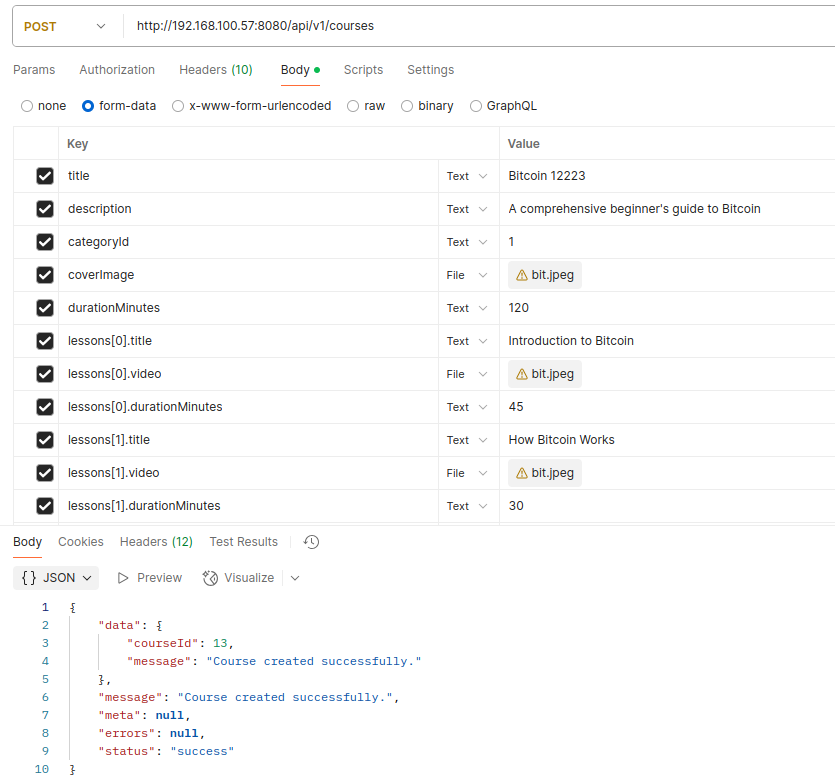 POST http://192.168.100.57:8080/api/v1/courses
Params Authorization Headers (10) Body Scripts Settings
none form-data x-www-form-urlencoded raw binary GraphQL
Key Value
title Text Bitcoin 12223
description Text A comprehensive beginner's guide to Bitcoin
categoryId Text 1
coverImage File bit.jpeg
durationMinutes Text 120
lessons[0].title Text Introduction to Bitcoin
lessons[0].video File bit.jpeg
lessons[0].durationMinutes Text 45
lessons[1].title Text How Bitcoin Works
lessons[1].video File bit.jpeg
lessons[1].durationMinutes Text 30
Body Cookies Headers (12) Test Results
{} JSON Preview Visualize
1 {
2 "data": {
3 "courseId": 13,
4 "message": "Course created successfully."
5 },
6 "message": "Course created successfully.",
7 "meta": null,
8 "errors": null,
9 "status": "success"
10 }